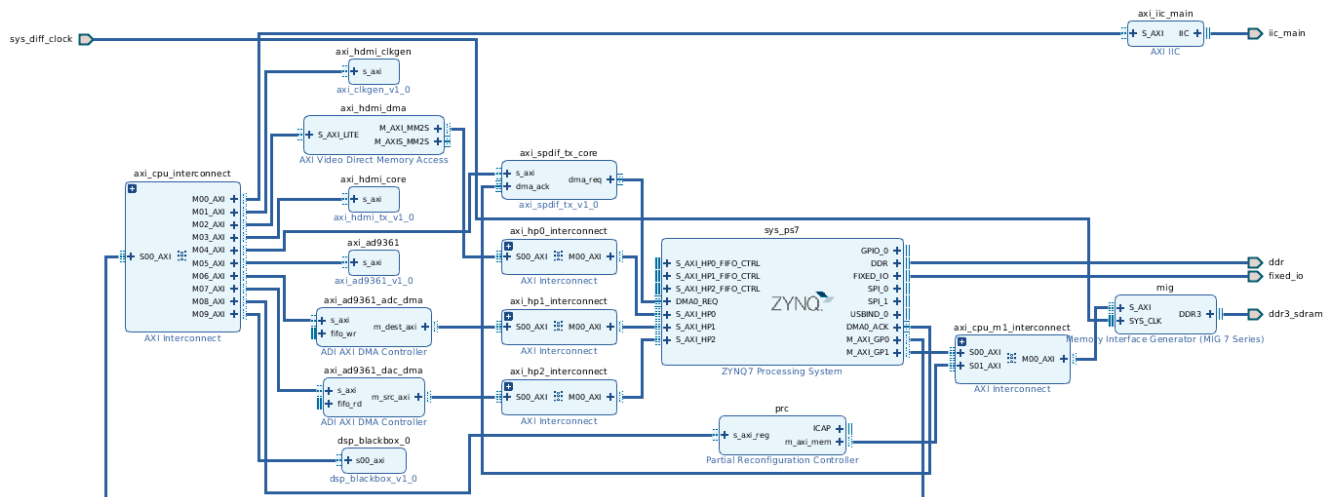 axi_iic_main
sys_diff_clock
S_AXI
IIC
iic_main
AXI IIC
axi_hdmi_clkgen
s_axi
axi_clkgen_v1_0
axi_hdmi_dma
S_AXI_LITE
M_AXI_MM2S
M_AXIS_MM2S
AXI Video Direct Memory Access
axi_cpu_interconnect
S00_AXI
M00_AXI
M01_AXI
M02_AXI
M03_AXI
M04_AXI
M05_AXI
M06_AXI
M07_AXI
M08_AXI
M09_AXI
AXI Interconnect
axi_hdmi_core
s_axi
axi_hdmi_tx_v1_0
axi_ad9361
s_axi
axi_ad9361_v1_0
axi_ad9361_adc_dma
s_axi
fifo_wr
m_dest_axi
ADI AXI DMA Controller
axi_ad9361_dac_dma
s_axi
fifo_rd
m_src_axi
ADI AXI DMA Controller
dsp_blackbox_0
s00_axi
dsp_blackbox_v1_0
axi_spdif_tx_core
s_axi
dma_ack
dma_req
axi_spdif_tx_v1_0
axi_hp0_interconnect
S00_AXI
M00_AXI
AXI Interconnect
axi_hp1_interconnect
S00_AXI
M00_AXI
AXI Interconnect
axi_hp2_interconnect
S00_AXI
M00_AXI
AXI Interconnect
sys_ps7
S_AXI_HP0_FIFO_CTRL
S_AXI_HP1_FIFO_CTRL
S_AXI_HP2_FIFO_CTRL
DMA0_REQ
S_AXI_HP0
S_AXI_HP1
S_AXI_HP2
ZYNQ
GPIO_0
DDR
FIXED_IO
SPI_0
SPI_1
USBIND_0
DMA0_ACK
M_AXI_GP0
M_AXI_GP1
ZYNQ7 Processing System
prc
s_axi_reg
ICAP
m_axi_mem
Partial Reconfiguration Controller
axi_cpu_m1_interconnect
S00_AXI
S01_AXI
M00_AXI
AXI Interconnect
mig
S_AXI
SYS_CLK
DDR3
Memory Interface Generator (MIG 7 Series)
ddr
fixed_io
ddr3_sdram